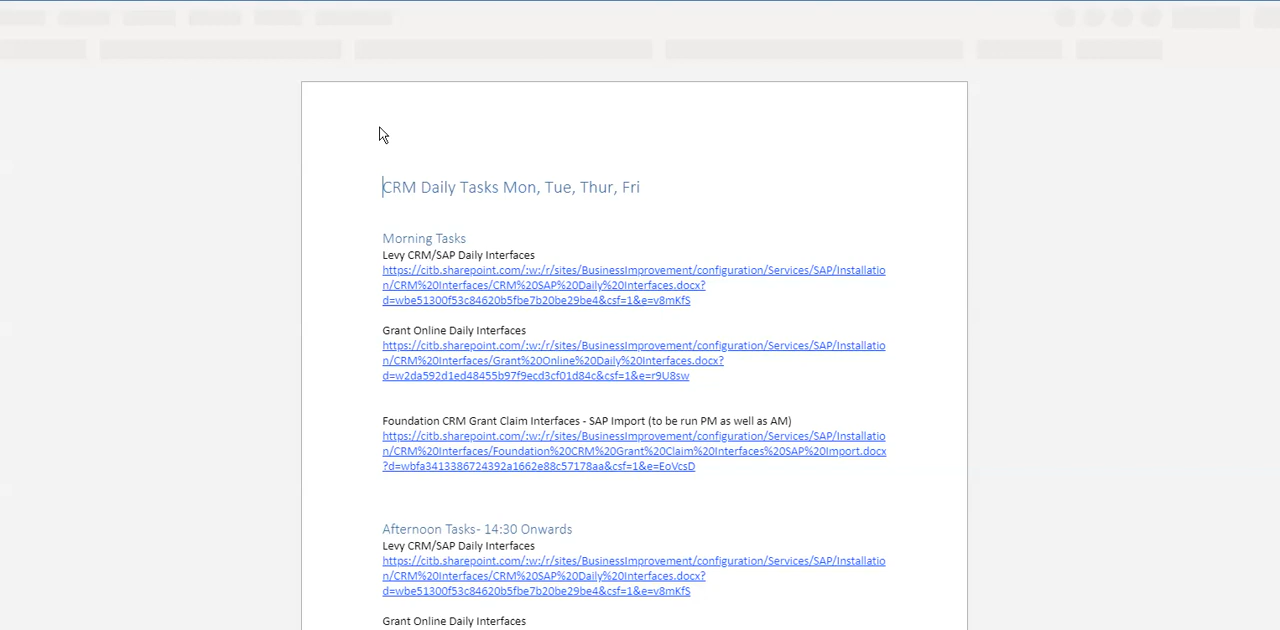 CRM Daily Tasks Mon, Tue, Thur, Fri
Morning Tasks
Levy CRM/SAP Daily Interfaces
https://citb.sharepoint.com/:w:/r/sites/BusinessImprovement/configuration/Services/SAP/Installatio
n/CRM%20Interfaces/CRM%20SAP%20Daily%20Interfaces.docx?
d=wbe51300f53c84620b5fbe7b20be29be4&csf=1&e=v8mKfS
Grant Online Daily Interfaces
https://citb.sharepoint.com/:w:/r/sites/BusinessImprovement/configuration/Services/SAP/Installatio
n/CRM%20Interfaces/Grant%20Online%20Daily%20Interfaces.docx?
d=w2da592d1ed48455b97f9ecd3cf01d84c&csf=1&e=r9U8sw
Foundation CRM Grant Claim Interfaces - SAP Import (to be run PM as well as AM)
https://citb.sharepoint.com/:w:/r/sites/BusinessImprovement/configuration/Services/SAP/Installatio
n/CRM%20Interfaces/Foundation%20CRM%20Grant%20Claim%20Interfaces%20SAP%20Import.docx
?d=wbfa3413386724392a1662e88c57178aa&csf=1&e=EoVcsD
Afternoon Tasks- 14:30 Onwards
Levy CRM/SAP Daily Interfaces
https://citb.sharepoint.com/:w:/r/sites/BusinessImprovement/configuration/Services/SAP/Installatio
n/CRM%20Interfaces/CRM%20SAP%20Daily%20Interfaces.docx?
d=wbe51300f53c84620b5fbe7b20be29be4&csf=1&e=v8mKfS
Grant Online Daily Interfaces